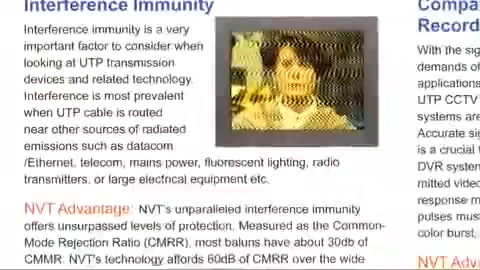 Interference Immunity
Interference immunity is a very
important factor to consider when
looking at UTP transmission
devices and related technology.
Interference is most prevalent
when UTP cable is routed
near other sources of radiated
emissions such as datacom
/Ethernet, telecom, mains power, fluorescent lighting, radio
transmitters, or large electrical equipment etc.
NVT Advantage: NVT's unparalleled interference immunity
offers unsurpassed levels of protection. Measured as the Common-
Mode Rejection Ratio (CMRR), most baluns have about 30db of
CMMR. NVT's technology affords 60dB of CMRR over the wide
Record
With the sig
demands of
applications
UTP CCTV
systems are
Accurate sig
is a crucial
DVR system
mitted video
response m
pulses must
color burst,
NVT Adva